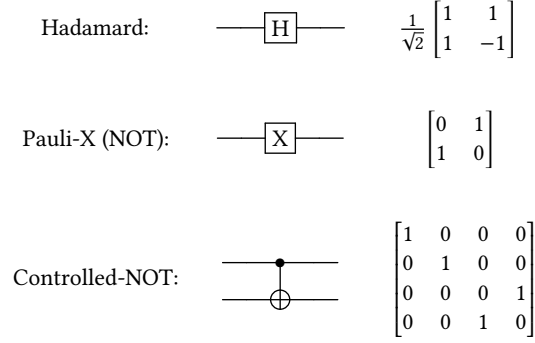 Hadamard: H 1/√2 [1 1
1 −1]
Pauli-X (NOT): X [0 1
1 0]
Controlled-NOT: [1 0 0 0
0 1 0 0
0 0 0 1
0 0 1 0]